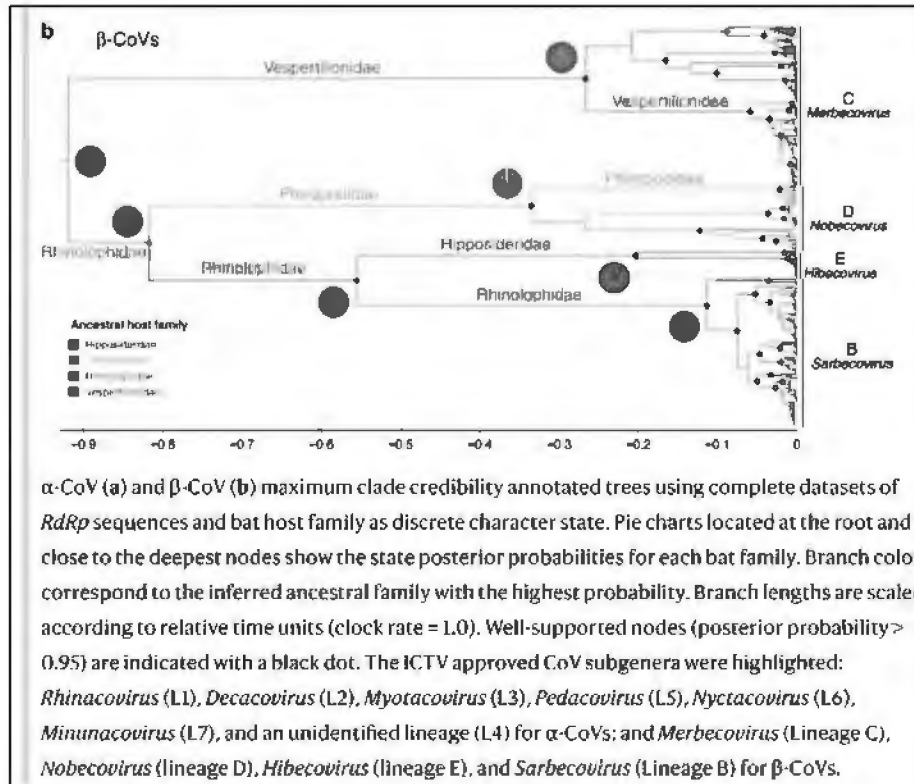 b
β-CoVs
Vespertilionidae
Vespertilionidae
C
Merbecovirus
D
Nobecovirus
Rhinolophidae
Hipposideridae
E
Hibecovirus
Rhinolophidae
Rhinolophidae
B
Sarbecovirus
Ancestral host family
Hipposideridae
Vespertilionidae
-0.9 -0.8 -0.7 -0.6 -0.5 -0.4 -0.3 -0.2 -0.1 0
α-CoV (a) and β-CoV (b) maximum clade credibility annotated trees using complete datasets of
RdRp sequences and bat host family as discrete character state. Pie charts located at the root and
close to the deepest nodes show the state posterior probabilities for each bat family. Branch colo
correspond to the inferred ancestral family with the highest probability. Branch lengths are scale
according to relative time units (clock rate = 1.0). Well-supported nodes (posterior probability >
0.95) are indicated with a black dot. The ICTV approved CoV subgenera were highlighted:
Rhinacovirus (L1), Decacovirus (L2), Myotacovirus (L3), Pedacovirus (L5), Nyctacovirus (L6),
Minunacovirus (L7), and an unidentified lineage (L4) for α-CoVs; and Merbecovirus (Lineage C),
Nobecovirus (lineage D), Hibecovirus (lineage E), and Sarbecovirus (Lineage B) for β-CoVs.